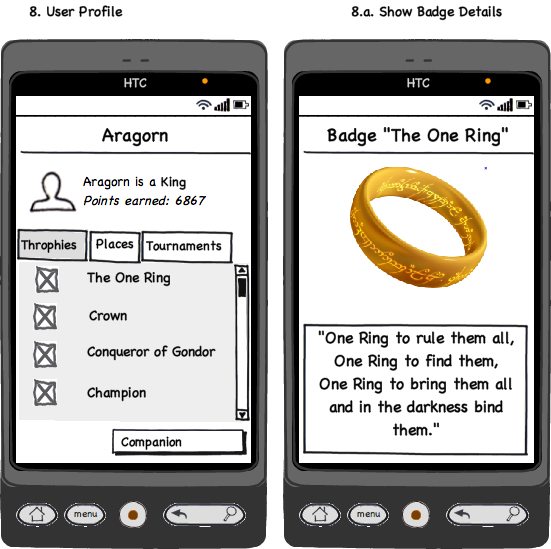 8. User Profile
HTC
Aragorn
Aragorn is a King
Points earned: 6867
Throphies
Places
Tournaments
The One Ring
Crown
Conqueror of Gondor
Champion
Companion
menu
8.a. Show Badge Details
HTC
Badge "The One Ring"
"One Ring to rule them all,
One Ring to find them,
One Ring to bring them all
and in the darkness bind
them."
menu